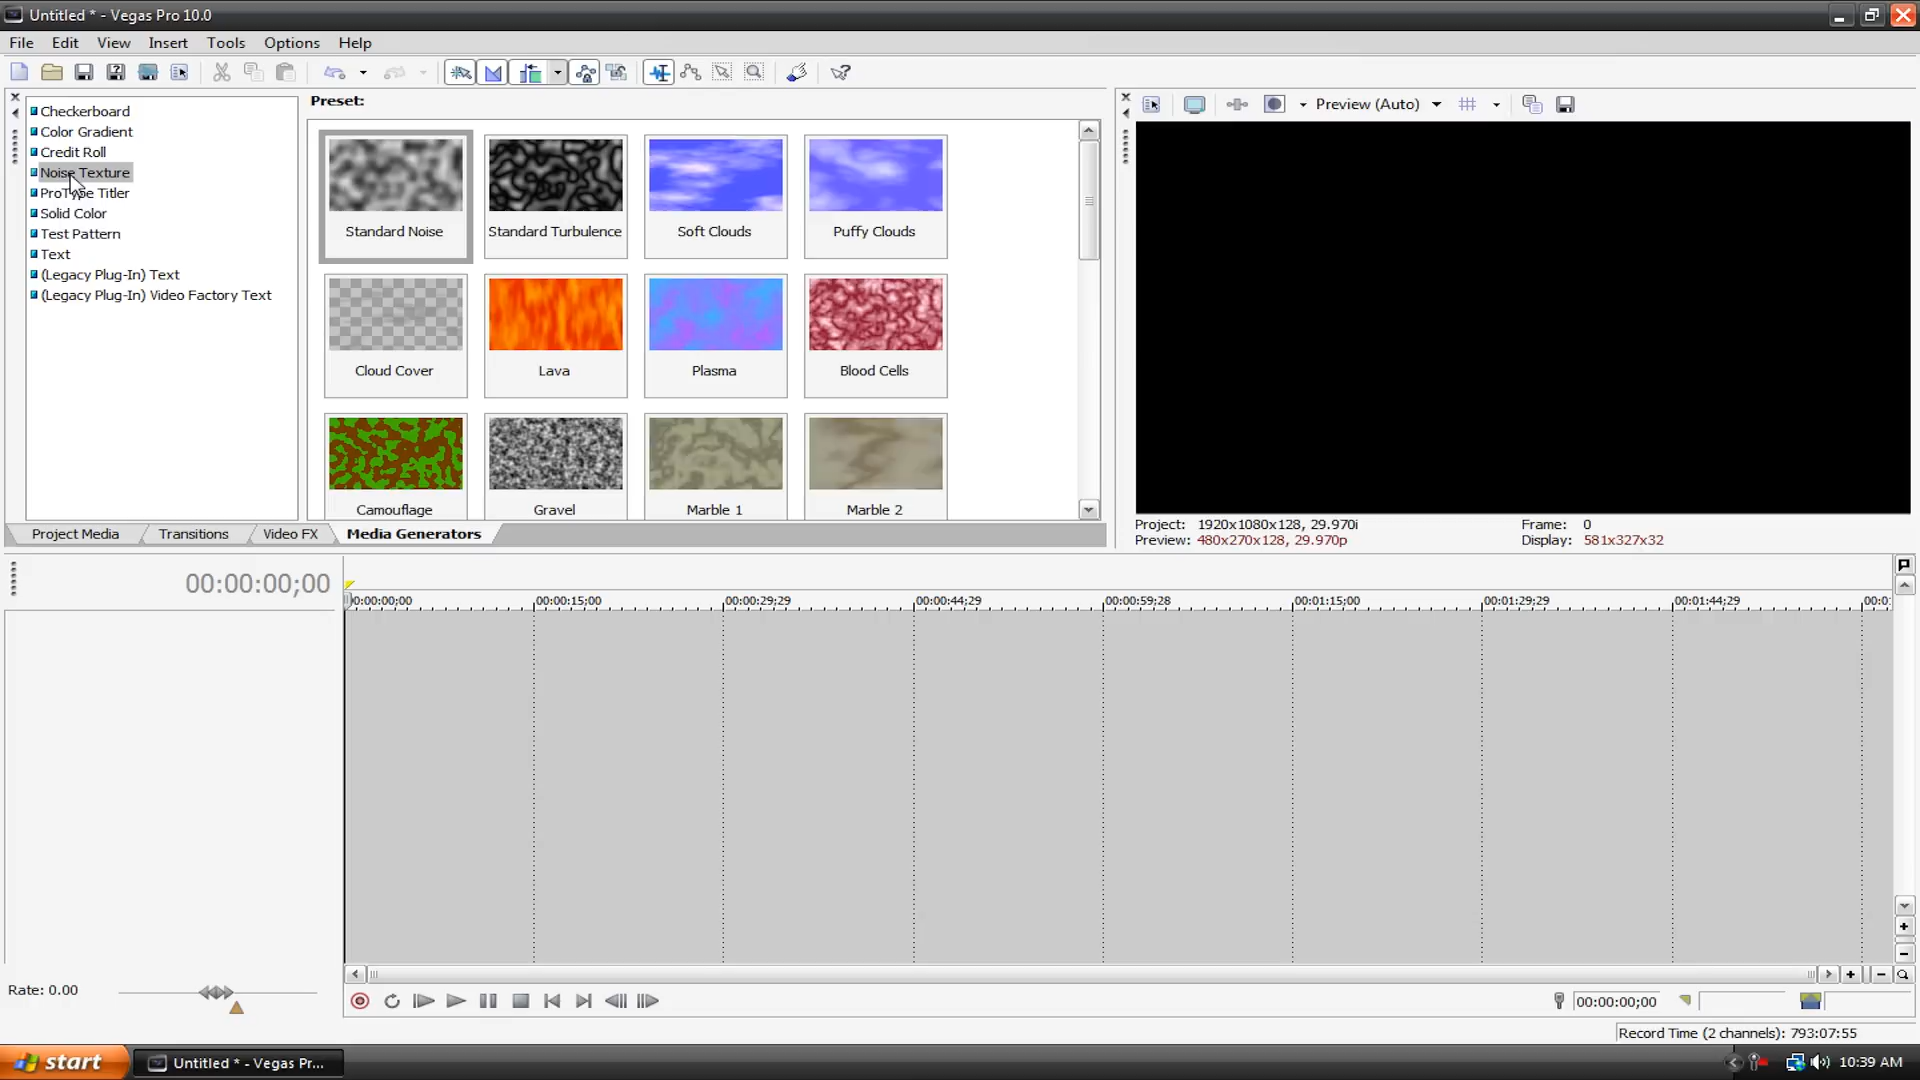 Untitled * - Vegas Pro 10.0
File Edit View Insert Tools Options Help
Checkerboard
Color Gradient
Credit Roll
Noise Texture
ProType Titler
Solid Color
Test Pattern
Text
(Legacy Plug-In) Text
(Legacy Plug-In) Video Factory Text
Preset:
Standard Noise Standard Turbulence Soft Clouds Puffy Clouds
Cloud Cover Lava Plasma Blood Cells
Camouflage Gravel Marble 1 Marble 2
Preview (Auto)
Project: 1920x1080x128, 29.970i Frame: 0
Preview: 480x270x128, 29.970p Display: 581x327x32
Project Media Transitions Video FX Media Generators
00:00:00;00
00:00:00;00 00:00:15;00 00:00:29;29 00:00:44;29 00:00:59;28 00:01:15;00 00:01:29;29 00:01:44;29 00:0
Rate: 0.00
00:00:00;00
Record Time (2 channels): 793:07:55
start Untitled * - Vegas Pr... 10:39 AM